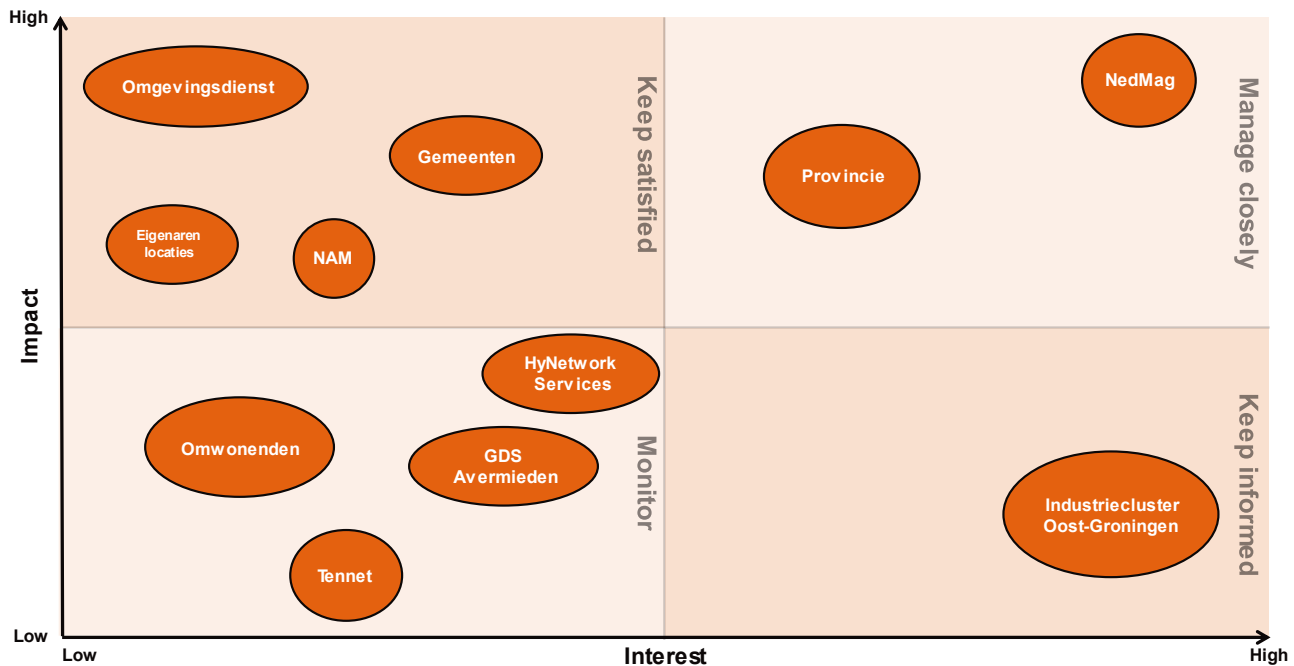 High
Omgevingsdienst
Gemeenten
Eigenaren
locaties
NAM
Keep satisfied
NedMag
Provincie
Manage closely
Impact
HyNetwork
Services
Omwonenden
GDS
Avermieden
Tennet
Monitor
Industriecluster
Oost-Groningen
Keep informed
Low
Low
Interest
High